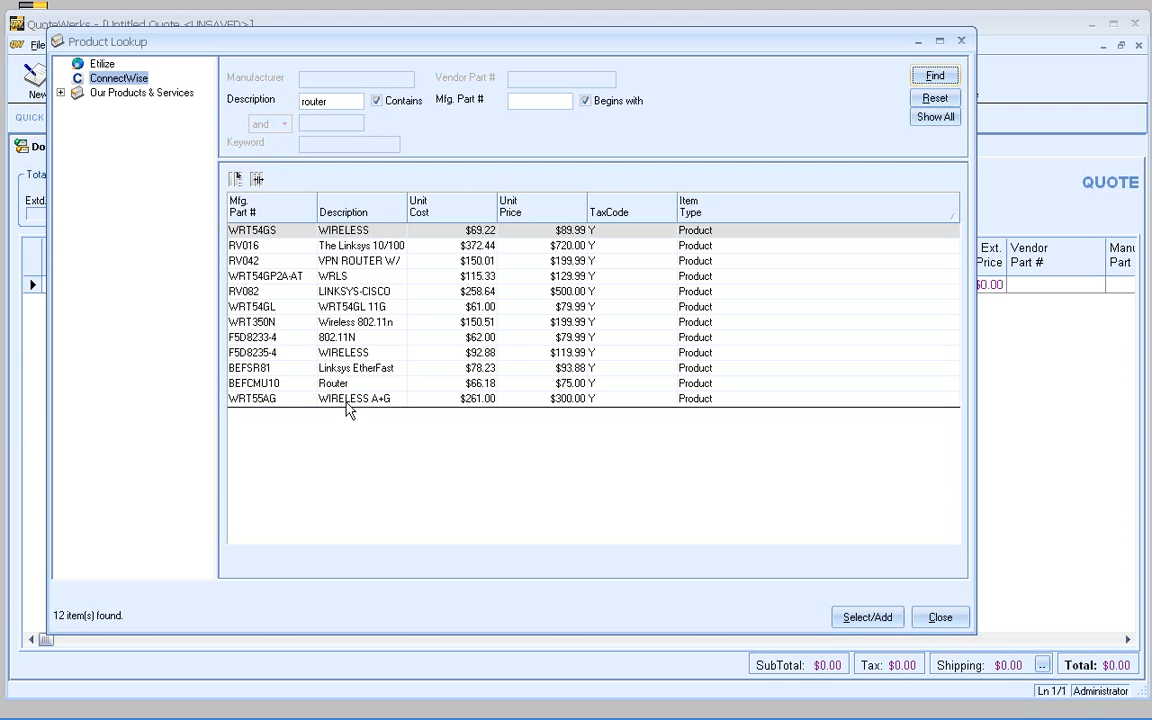 QuoteWerks - [Untitled Quote <UNSAVED>]
Product Lookup
File
New
QUICK
Do
Tota
Extd.
Etilize
ConnectWise
Our Products & Services
Manufacturer
Vendor Part #
Find
Description router Contains Mfg. Part # Begins with
Reset
Show All
and
Keyword
QUOTE
Mfg. Part # Description Unit Cost Unit Price TaxCode Item Type
WRT54GS WIRELESS $69.22 $89.99 Y Product
RV016 The Linksys 10/100 $372.44 $720.00 Y Product
RV042 VPN ROUTER W/ $150.01 $199.99 Y Product
WRT54GP2A-AT WRLS $115.33 $129.99 Y Product
RV082 LINKSYS-CISCO $258.64 $500.00 Y Product
WRT54GL WRT54GL 11G $61.00 $79.99 Y Product
WRT350N Wireless 802.11n $150.51 $199.99 Y Product
F5D8233-4 802.11N $62.00 $79.99 Y Product
F5D8235-4 WIRELESS $92.88 $119.99 Y Product
BEFSR81 Linksys EtherFast $78.23 $93.88 Y Product
BEFCMU10 Router $66.18 $75.00 Y Product
WRT55AG WIRELESS A+G $261.00 $300.00 Y Product
Ext. Price Vendor Part # Manu Part
$0.00
12 item(s) found.
Select/Add
Close
SubTotal: $0.00 Tax: $0.00 Shipping: $0.00 .. Total: $0.00
Ln 1/1 Administrator